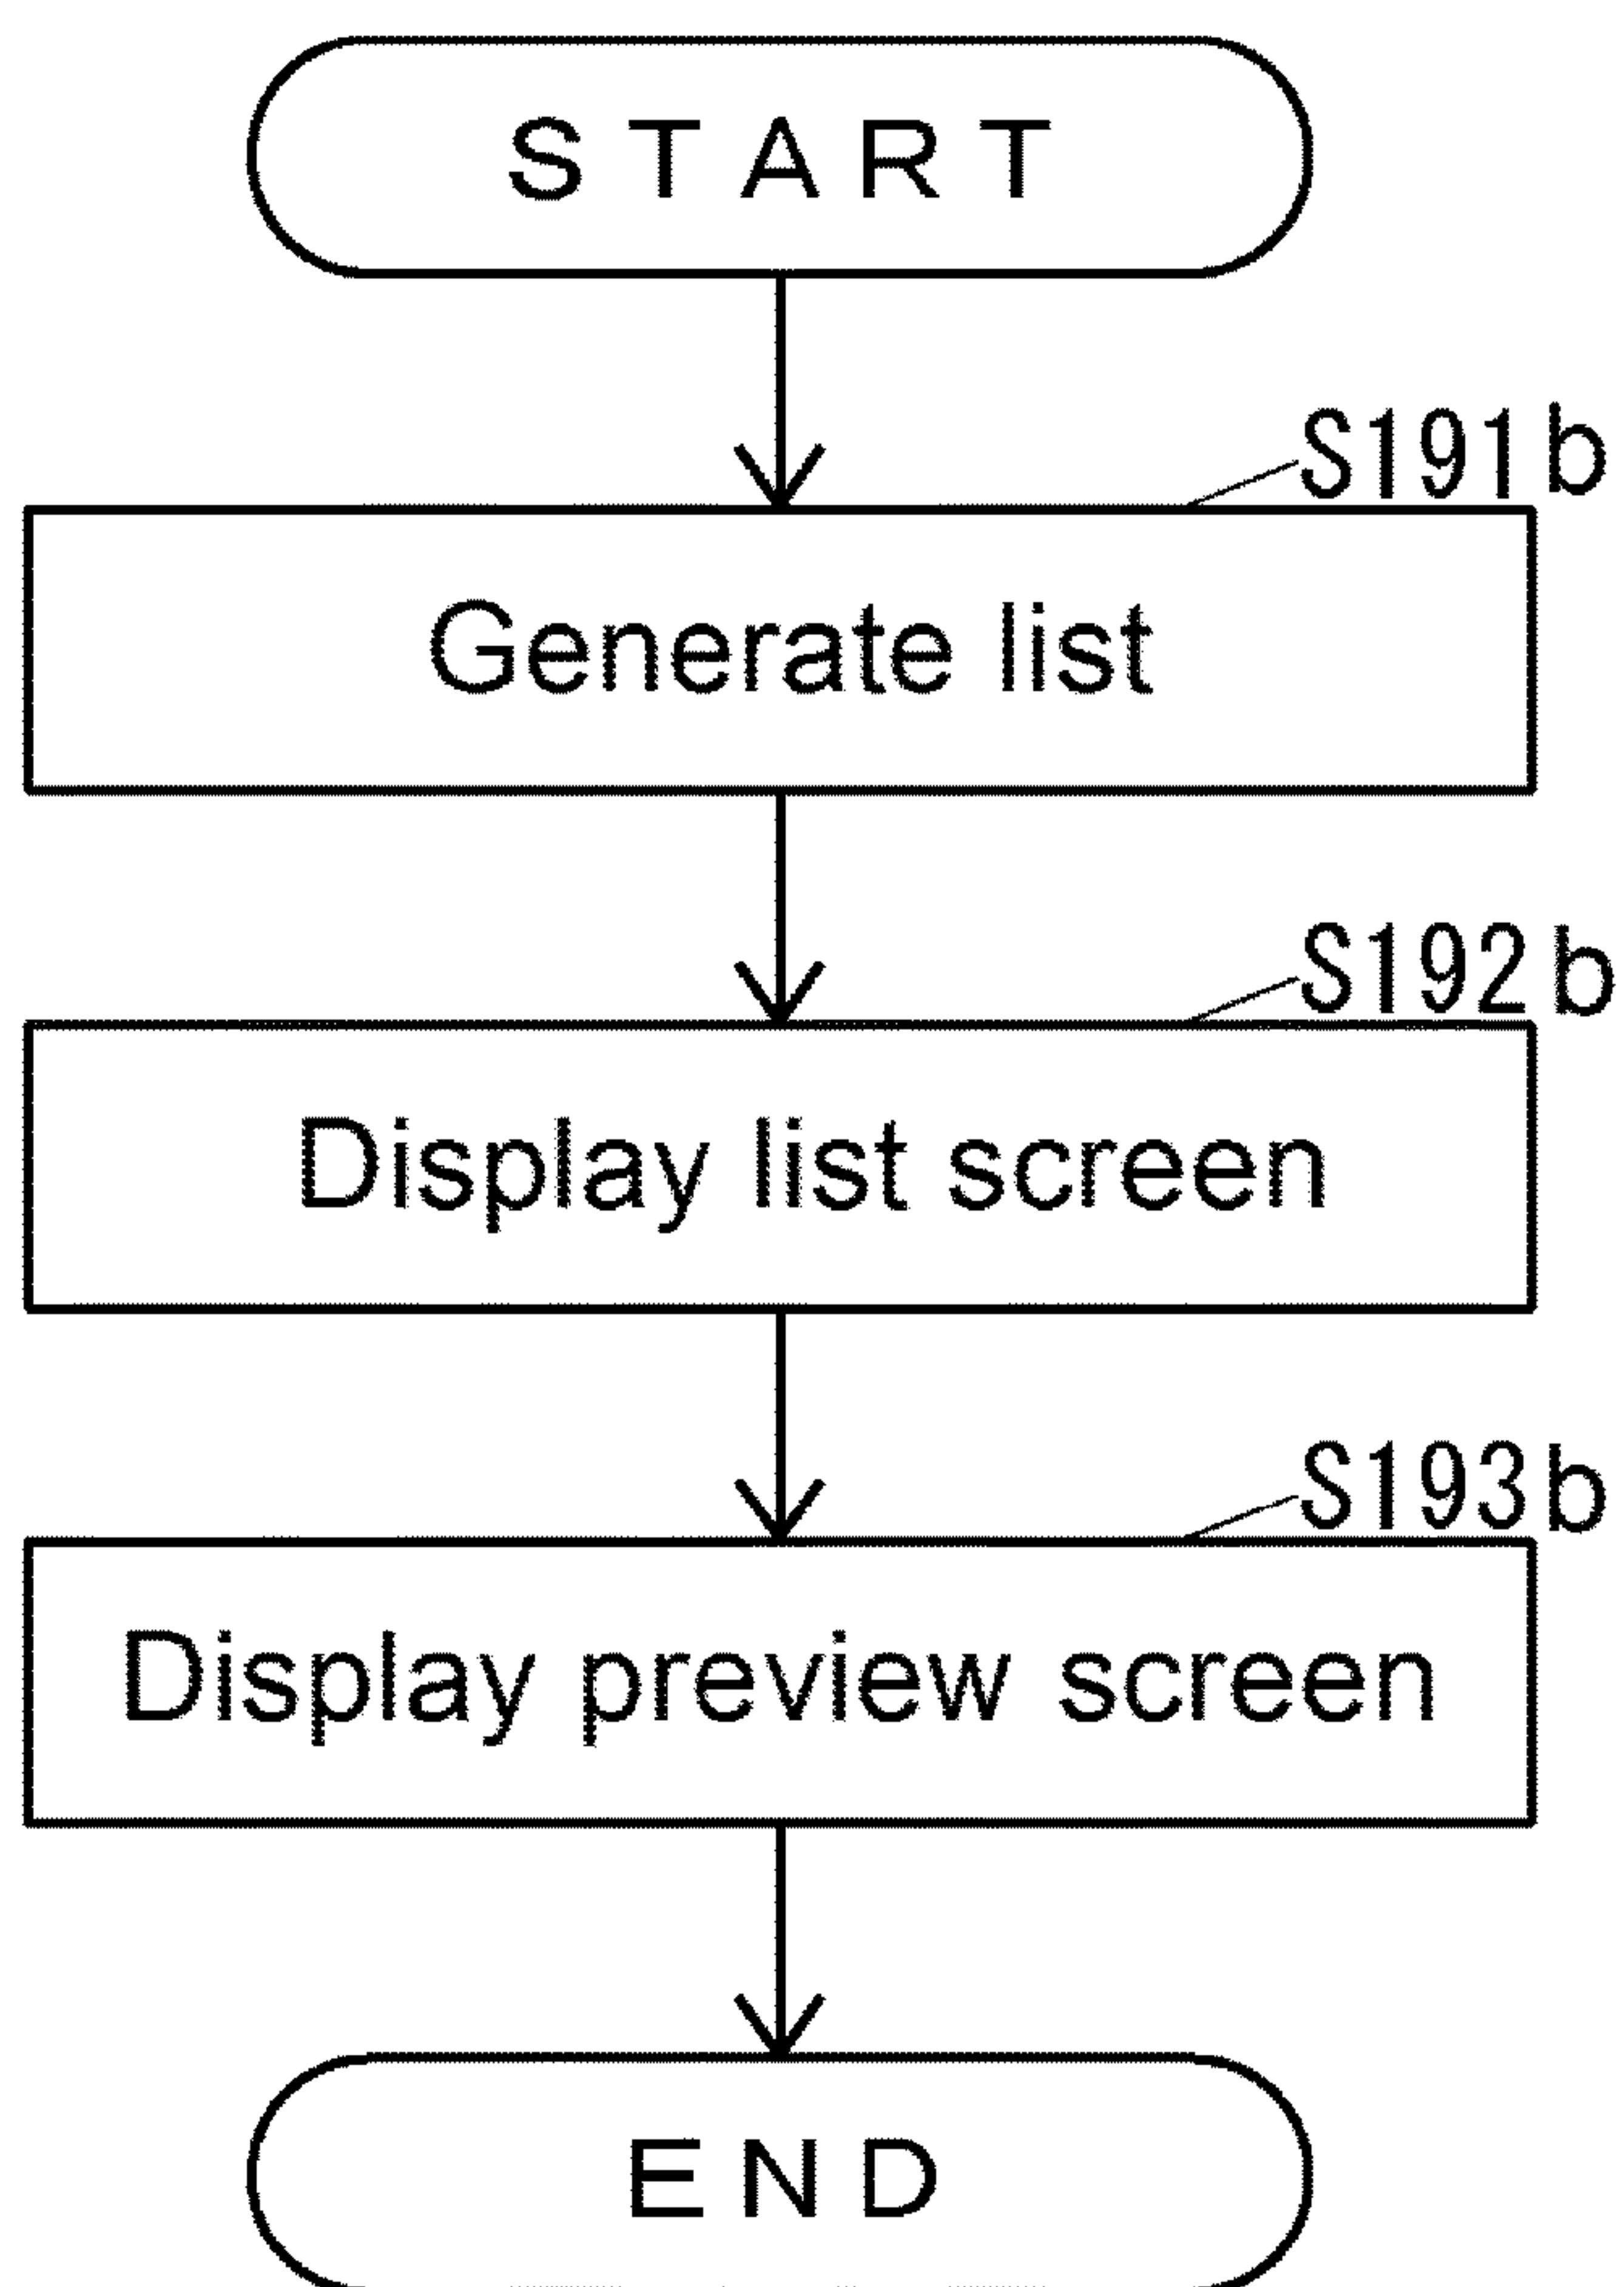 START
S191b
Generate list
S192b
Display list screen
S193b
Display preview screen
END